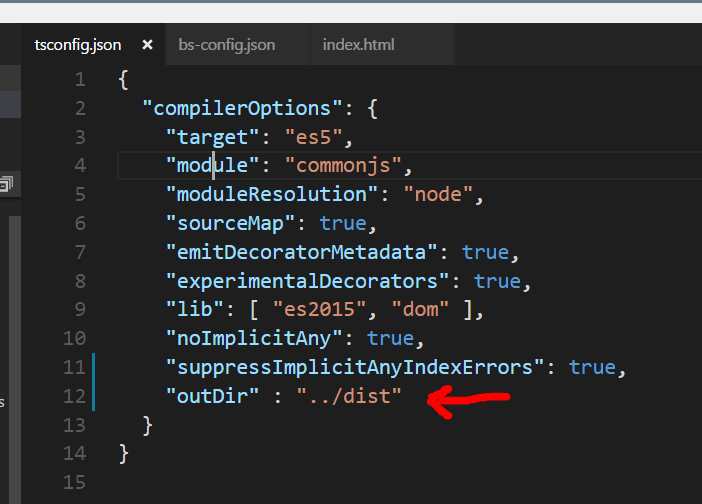 tsconfig.json × bs-config.json index.html
1 {
2 "compilerOptions": {
3 "target": "es5",
4 "module": "commonjs",
5 "moduleResolution": "node",
6 "sourceMap": true,
7 "emitDecoratorMetadata": true,
8 "experimentalDecorators": true,
9 "lib": [ "es2015", "dom" ],
10 "noImplicitAny": true,
11 "suppressImplicitAnyIndexErrors": true,
12 "outDir" : "../dist"
13 }
14 }
15